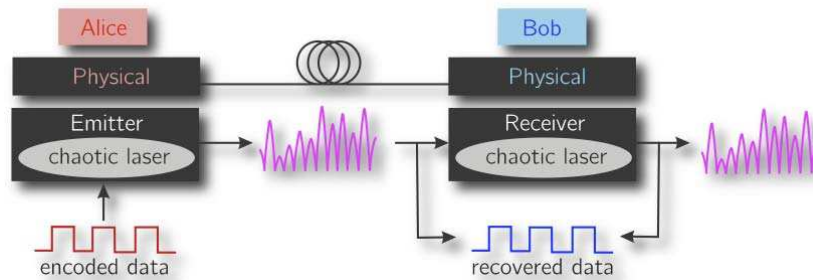 Alice
Bob
Physical
Physical
Emitter
chaotic laser
Receiver
chaotic laser
encoded data
recovered data